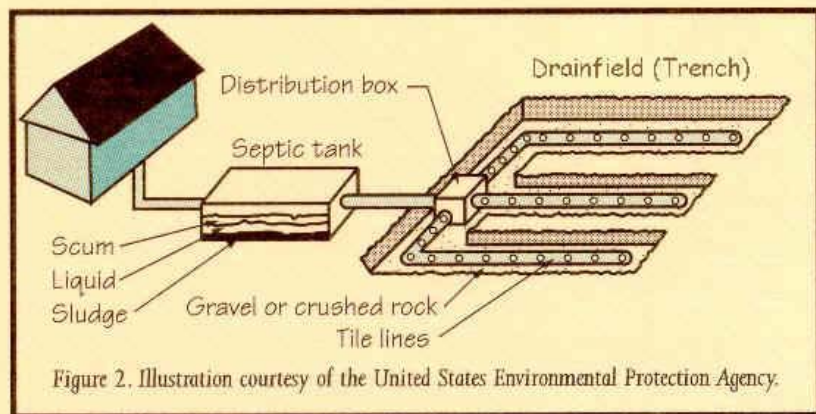 Drainfield (Trench)
Distribution box
Septic tank
Scum
Liquid
Sludge
Gravel or crushed rock
Tile lines
Figure 2. Illustration courtesy of the United States Environmental Protection Agency.